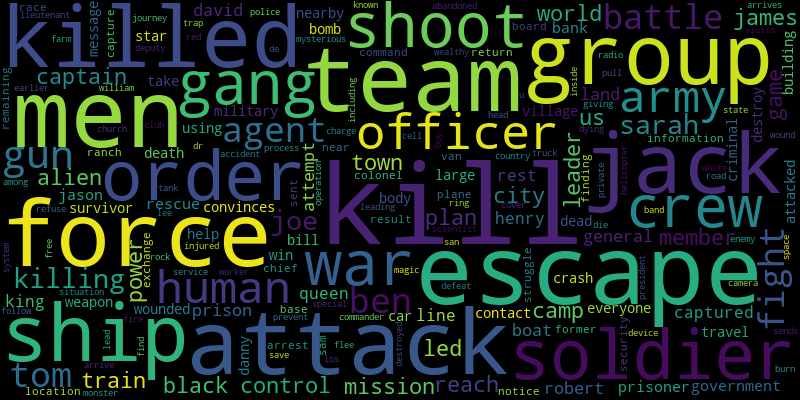 lieutenant
race
killed
message
capture
journey
trap
star
deputy
police
red
de
david
nearby
bomb
mysterious
command
known
shoot
including
abandoned
wealthy
return
board
world
bank
arrives
battle
victim
james
building
farm
earlier
william
captain
take
gang
team
radio
pull
inside
group
giving
state
army
game
destroy
remaining
men
church
club
military
using
agent
charge
near
officer
cell
u
head
buy
village
dying
land
us
sarah
information
criminal
wound
attacked
gun
dr
accident
process
ranch
death
order
attempt
operation
town
van
country
truck
leader
finding
private
helicopter
white
road
jack
among
alien
tank
lee
sent
colonel
large
plane
rest
cover
city
scientist
jason
survivor
rescue
convinces
kill
body
leading
result
ring
san
plan
henry
dead
die
band
crew
enemy
space
force
refuse
free
rock
joe
bill
general
member
fight
system
situation
follow
help
injured
power
exchange
win
chief
war
magic
defeat
escape
struggle
crash
president
camera
killing
human
service
worker
king
weapon
wounded
prison
queen
base
special
ben
commander
car
line
contact
camp
former
everyone
captured
device
travel
sends
ship
lead
fire
find
prevent
attack
danny
arrest
save
sam
flee
los
destroyed
led
boat
soldier
security
burn
tom
arrive
train
location
monster
black
control
mission
reach
notice
robert
prisoner
government